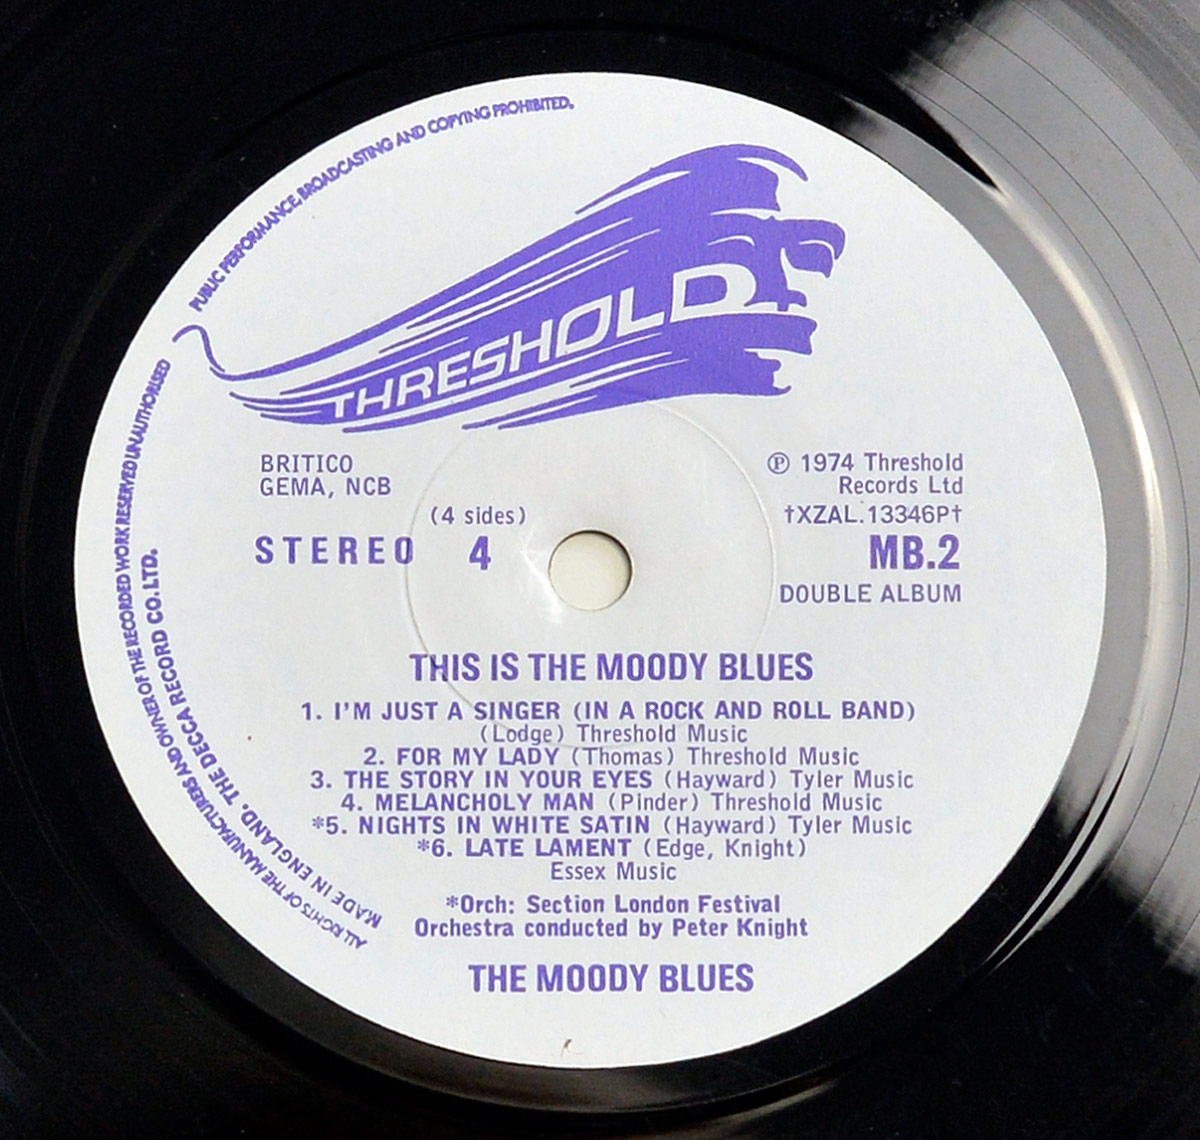 PUBLIC PERFORMANCE, BROADCASTING AND COPYING PROHIBITED.
THRESHOLD
BRITICO
GEMA, NCB
℗ 1974 Threshold
Records Ltd
(4 sides)
†XZAL.13346P†
STEREO 4 MB.2
DOUBLE ALBUM
THIS IS THE MOODY BLUES
1. I'M JUST A SINGER (IN A ROCK AND ROLL BAND)
(Lodge) Threshold Music
2. FOR MY LADY (Thomas) Threshold Music
3. THE STORY IN YOUR EYES (Hayward) Tyler Music
4. MELANCHOLY MAN (Pinder) Threshold Music
*5. NIGHTS IN WHITE SATIN (Hayward) Tyler Music
*6. LATE LAMENT (Edge, Knight)
Essex Music
*Orch: Section London Festival
Orchestra conducted by Peter Knight
THE MOODY BLUES
MADE IN ENGLAND. THE DECCA RECORD CO. LTD.
ALL RIGHTS OF THE MANUFACTURERS AND OWNER OF THE RECORDED WORK RESERVED UNAUTHORISED